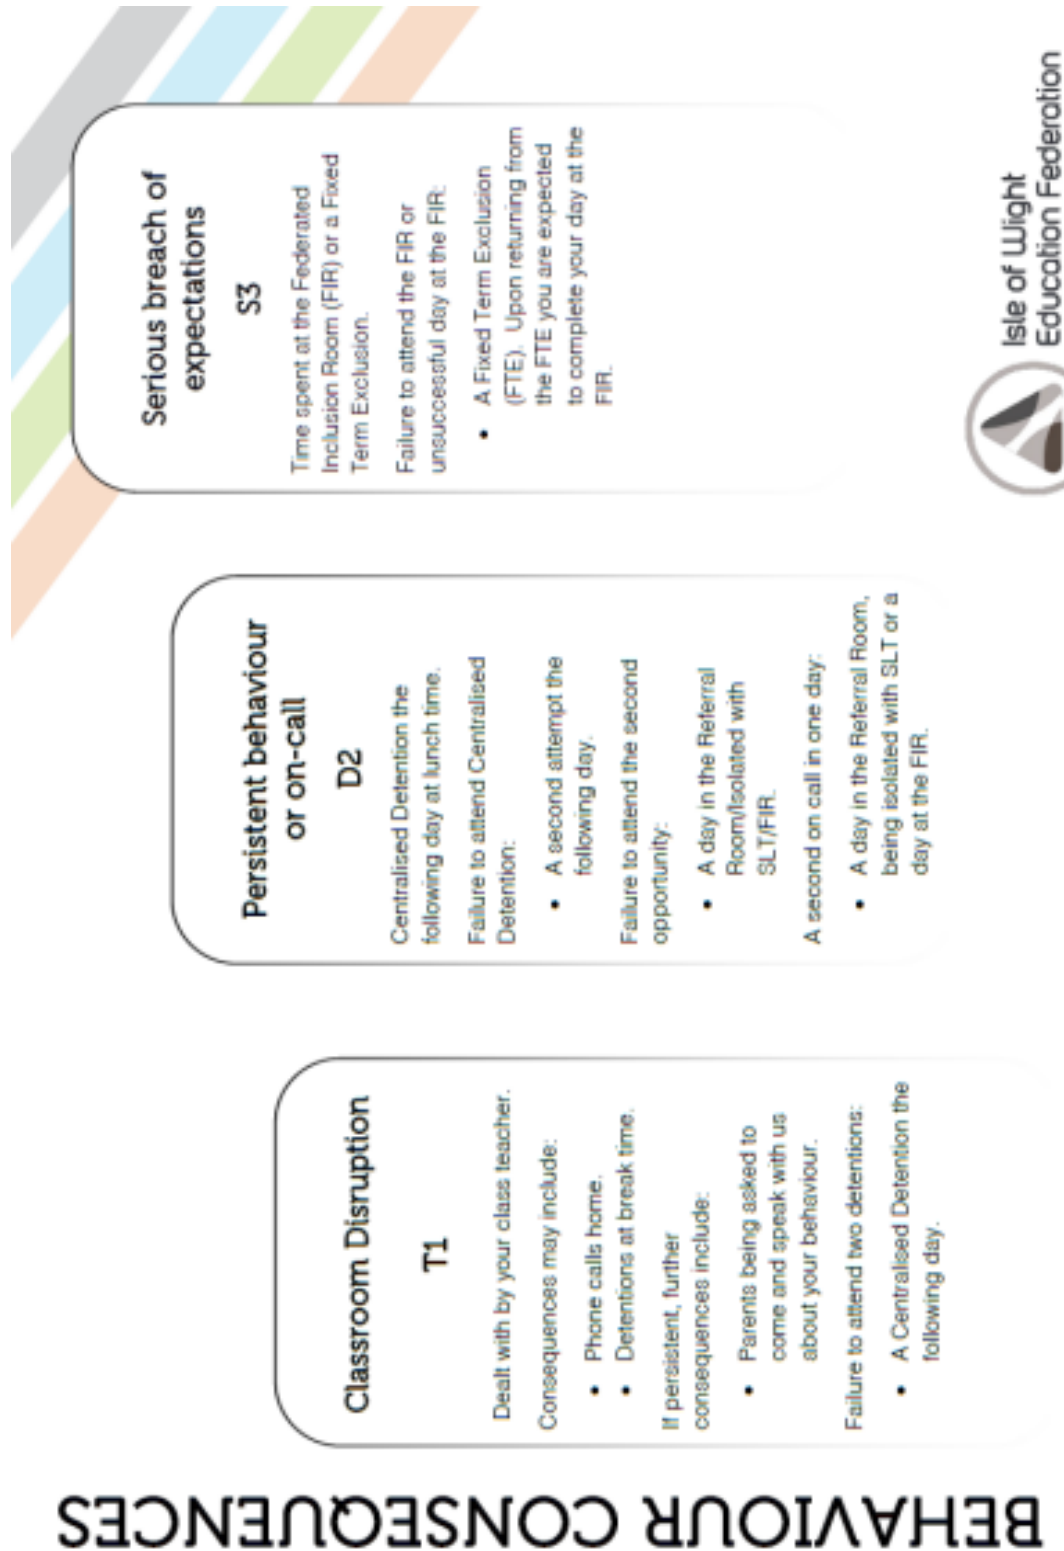 BEHAVIOUR CONSEQUENCES
Classroom Disruption
T1
Dealt with by your class teacher.
Consequences may include:
• Phone calls home.
• Detentions at break time.
If persistent, further
consequences include:
• Parents being asked to
come and speak with us
about your behaviour.
Failure to attend two detentions:
• A Centralised Detention the
following day.
Persistent behaviour
or on-call
D2
Centralised Detention the
following day at lunch time.
Failure to attend Centralised
Detention:
• A second attempt the
following day.
Failure to attend the second
opportunity:
• A day in the Referral
Room/Isolated with
SLT/FIR.
A second on call in one day:
• A day in the Referral Room,
being isolated with SLT or a
day at the FIR.
Serious breach of
expectations
S3
Time spent at the Federated
Inclusion Room (FIR) or a Fixed
Term Exclusion.
Failure to attend the FIR or
unsuccessful day at the FIR:
• A Fixed Term Exclusion
(FTE). Upon returning from
the FTE you are expected
to complete your day at the
FIR.
Isle of Wight
Education Federation